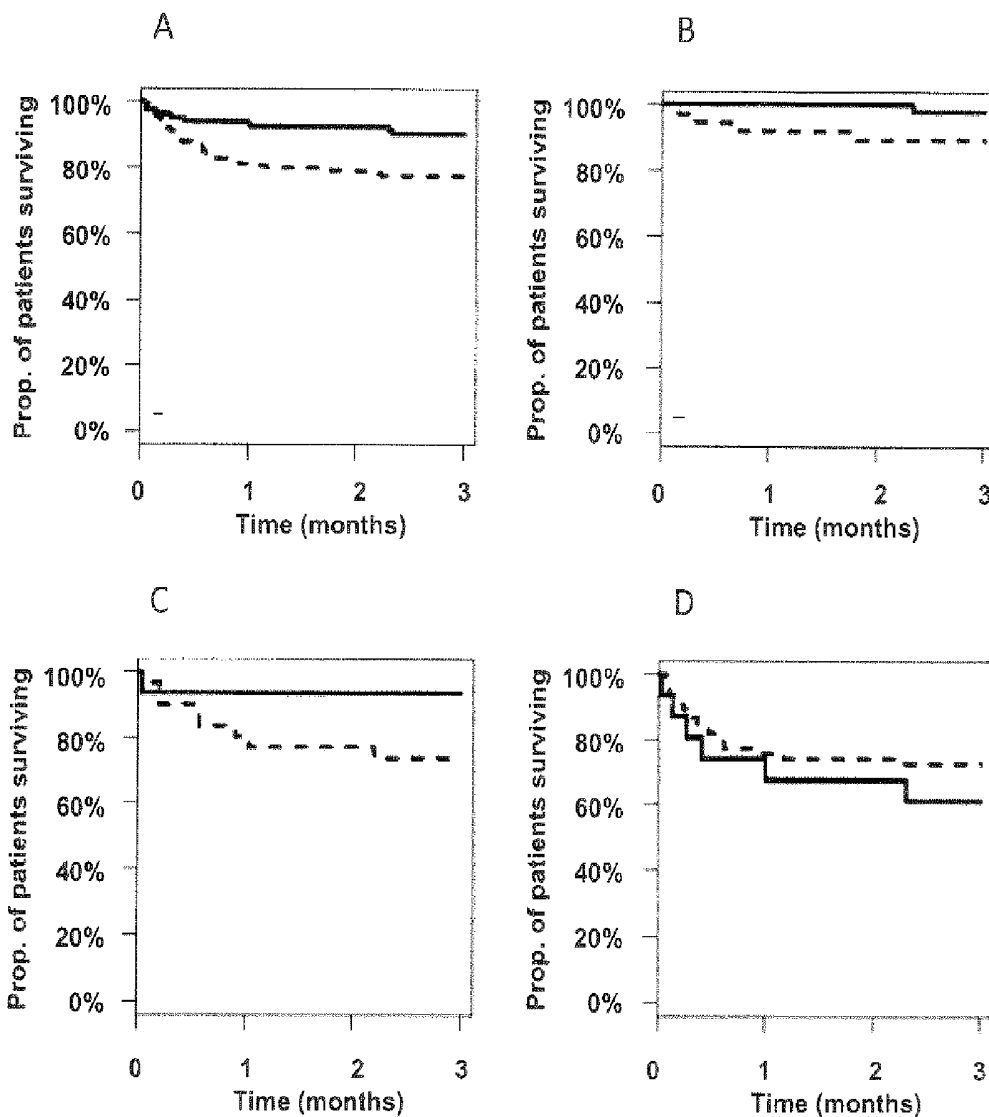 A
Prop. of patients surviving
100%
80%
60%
40%
20%
0%
0 1 2 3
Time (months)
B
Prop. of patients surviving
100%
80%
60%
40%
20%
0%
0 1 2 3
Time (months)
C
Prop. of patients surviving
100%
80%
60%
40%
20%
0%
0 1 2 3
Time (months)
D
Prop. of patients surviving
100%
80%
60%
40%
20%
0%
0 1 2 3
Time (months)